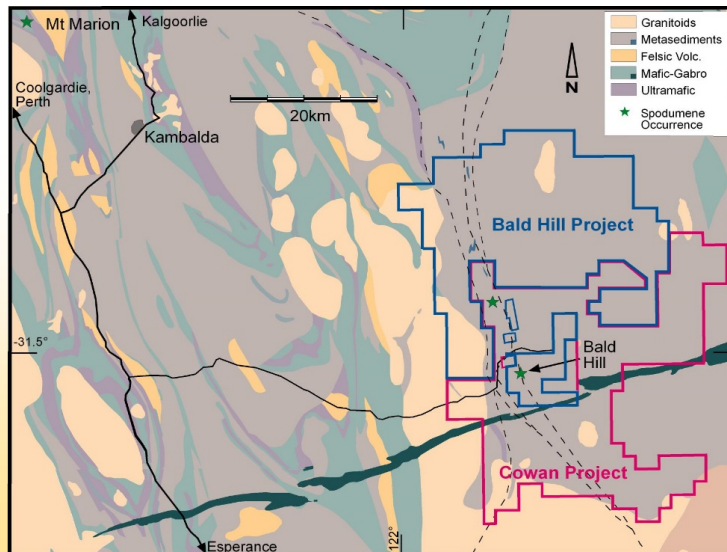 Mt Marion
Kalgoorlie
Coolgardie,
Perth
Kambalda
20km
N
Granitoids
Metasediments
Felsic Volc.
Mafic-Gabro
Ultramafic
Spodumene
Occurrence
Bald Hill Project
-31.5°
Bald
Hill
Cowan Project
Esperance
122°